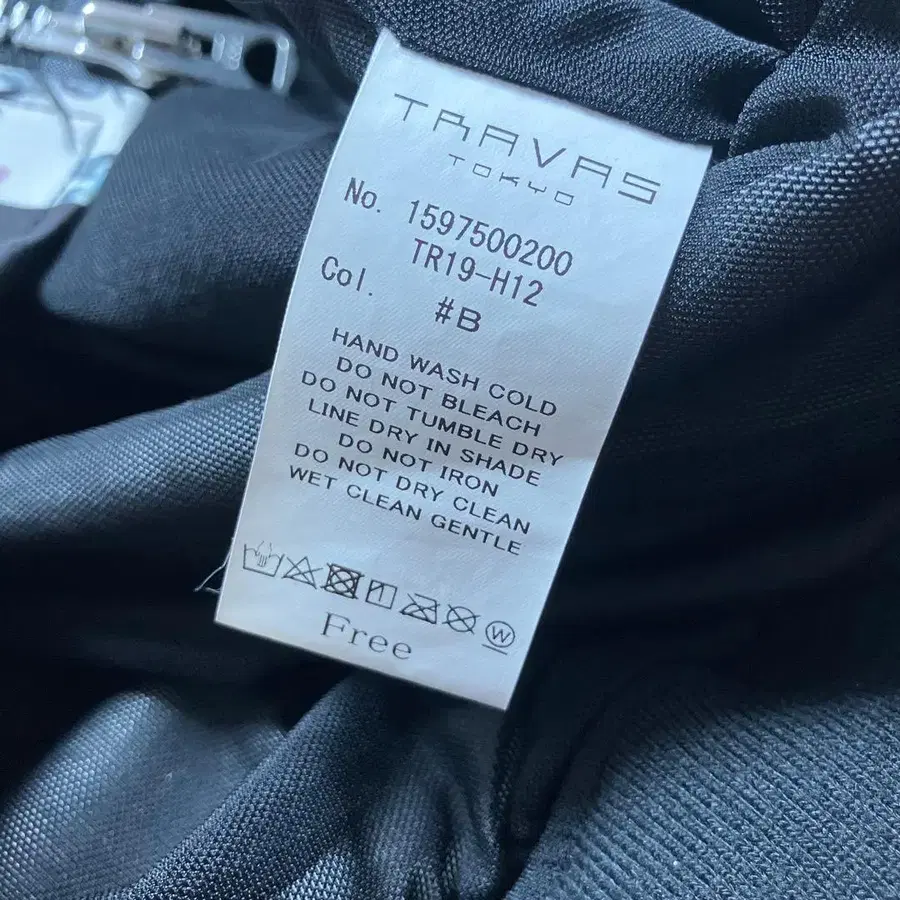 TRAVAS
TOKYO
No. 1597500200
TR19-H12
Col. #B
HAND WASH COLD
DO NOT BLEACH
DO NOT TUMBLE DRY
LINE DRY IN SHADE
DO NOT IRON
DO NOT DRY CLEAN
WET CLEAN GENTLE
W
Free